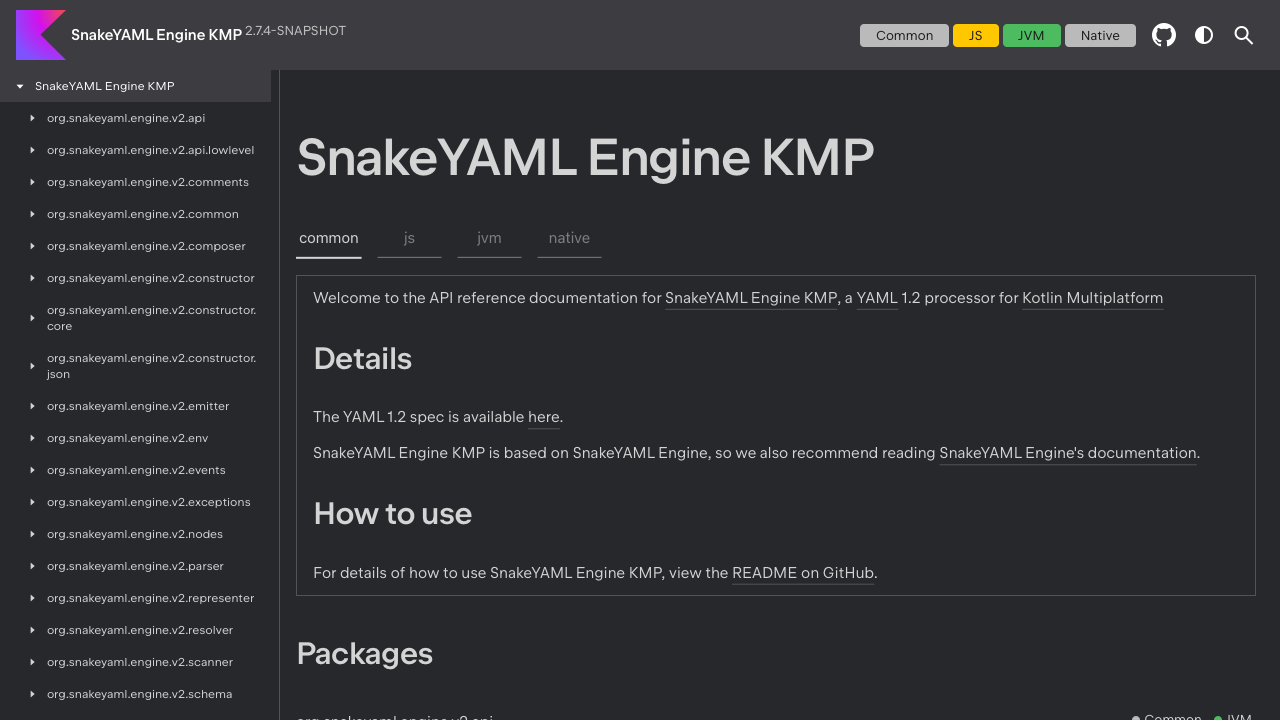 SnakeYAML Engine KMP 2.7.4-SNAPSHOT
Common JS JVM Native
SnakeYAML Engine KMP
org.snakeyaml.engine.v2.api
org.snakeyaml.engine.v2.api.lowlevel
org.snakeyaml.engine.v2.comments
org.snakeyaml.engine.v2.common
org.snakeyaml.engine.v2.composer
org.snakeyaml.engine.v2.constructor
org.snakeyaml.engine.v2.constructor.
core
org.snakeyaml.engine.v2.constructor.
json
org.snakeyaml.engine.v2.emitter
org.snakeyaml.engine.v2.env
org.snakeyaml.engine.v2.events
org.snakeyaml.engine.v2.exceptions
org.snakeyaml.engine.v2.nodes
org.snakeyaml.engine.v2.parser
org.snakeyaml.engine.v2.representer
org.snakeyaml.engine.v2.resolver
org.snakeyaml.engine.v2.scanner
org.snakeyaml.engine.v2.schema
SnakeYAML Engine KMP
common js jvm native
Welcome to the API reference documentation for SnakeYAML Engine KMP, a YAML 1.2 processor for Kotlin Multiplatform
Details
The YAML 1.2 spec is available here.
SnakeYAML Engine KMP is based on SnakeYAML Engine, so we also recommend reading SnakeYAML Engine's documentation.
How to use
For details of how to use SnakeYAML Engine KMP, view the README on GitHub.
Packages
org.snakeyaml.engine.v2.api Common JVM